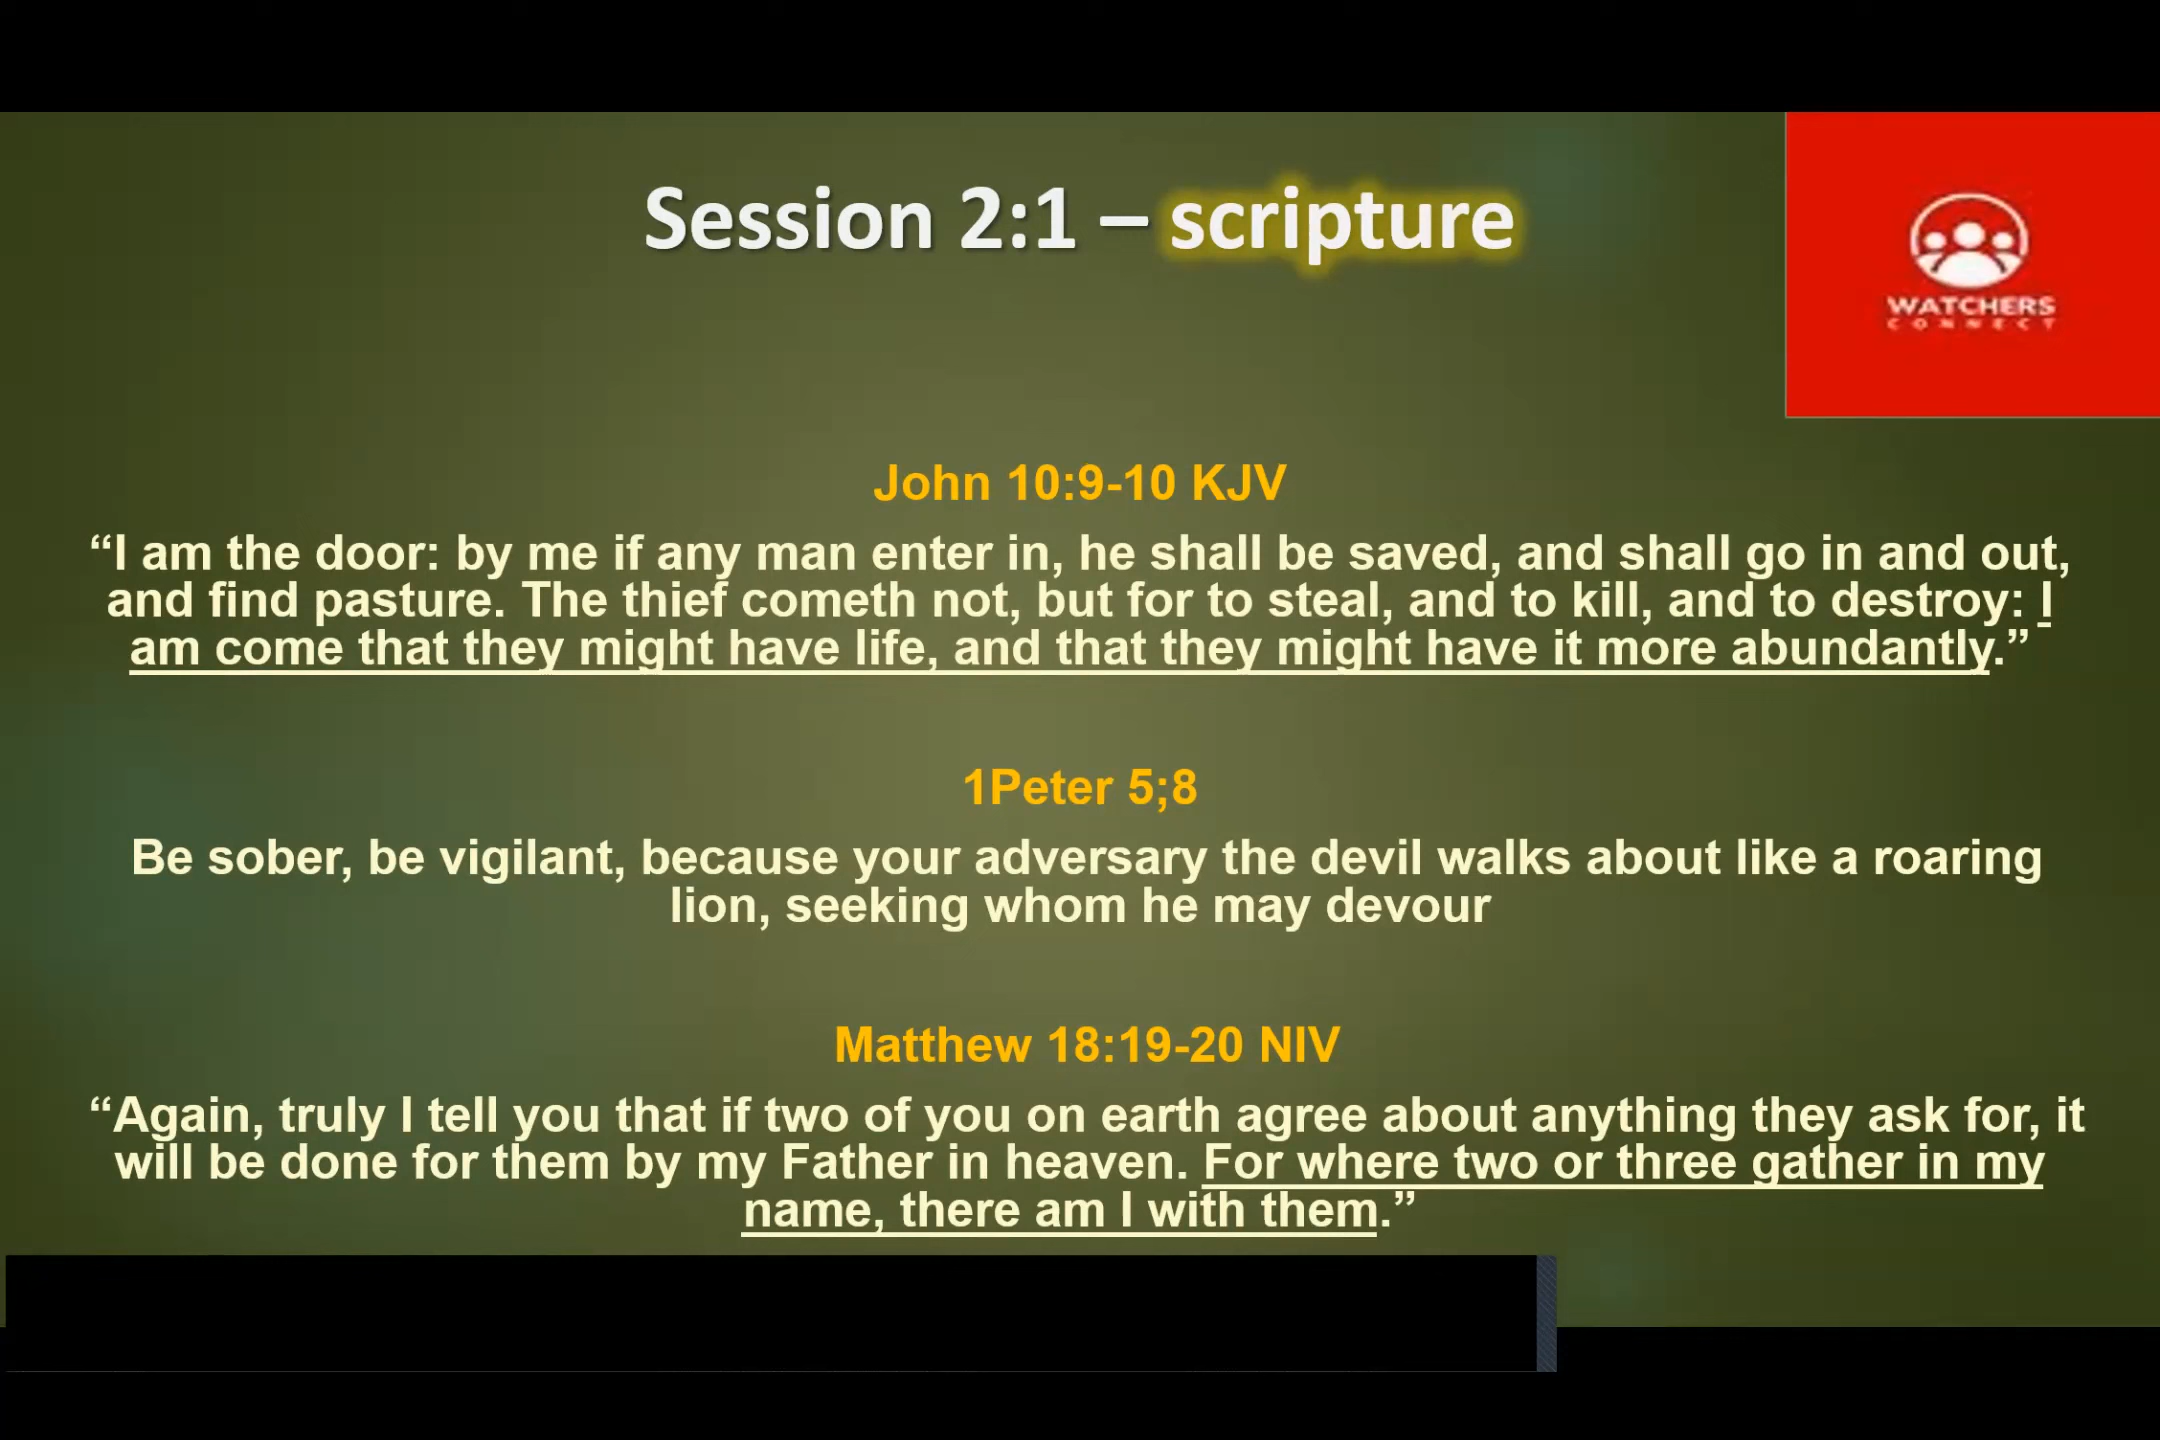 Session 2:1 – scripture
WATCHERS
CONNECT
John 10:9-10 KJV
“I am the door: by me if any man enter in, he shall be saved, and shall go in and out,
and find pasture. The thief cometh not, but for to steal, and to kill, and to destroy: I
am come that they might have life, and that they might have it more abundantly.”
1Peter 5;8
Be sober, be vigilant, because your adversary the devil walks about like a roaring
lion, seeking whom he may devour
Matthew 18:19-20 NIV
“Again, truly I tell you that if two of you on earth agree about anything they ask for, it
will be done for them by my Father in heaven. For where two or three gather in my
name, there am I with them.”